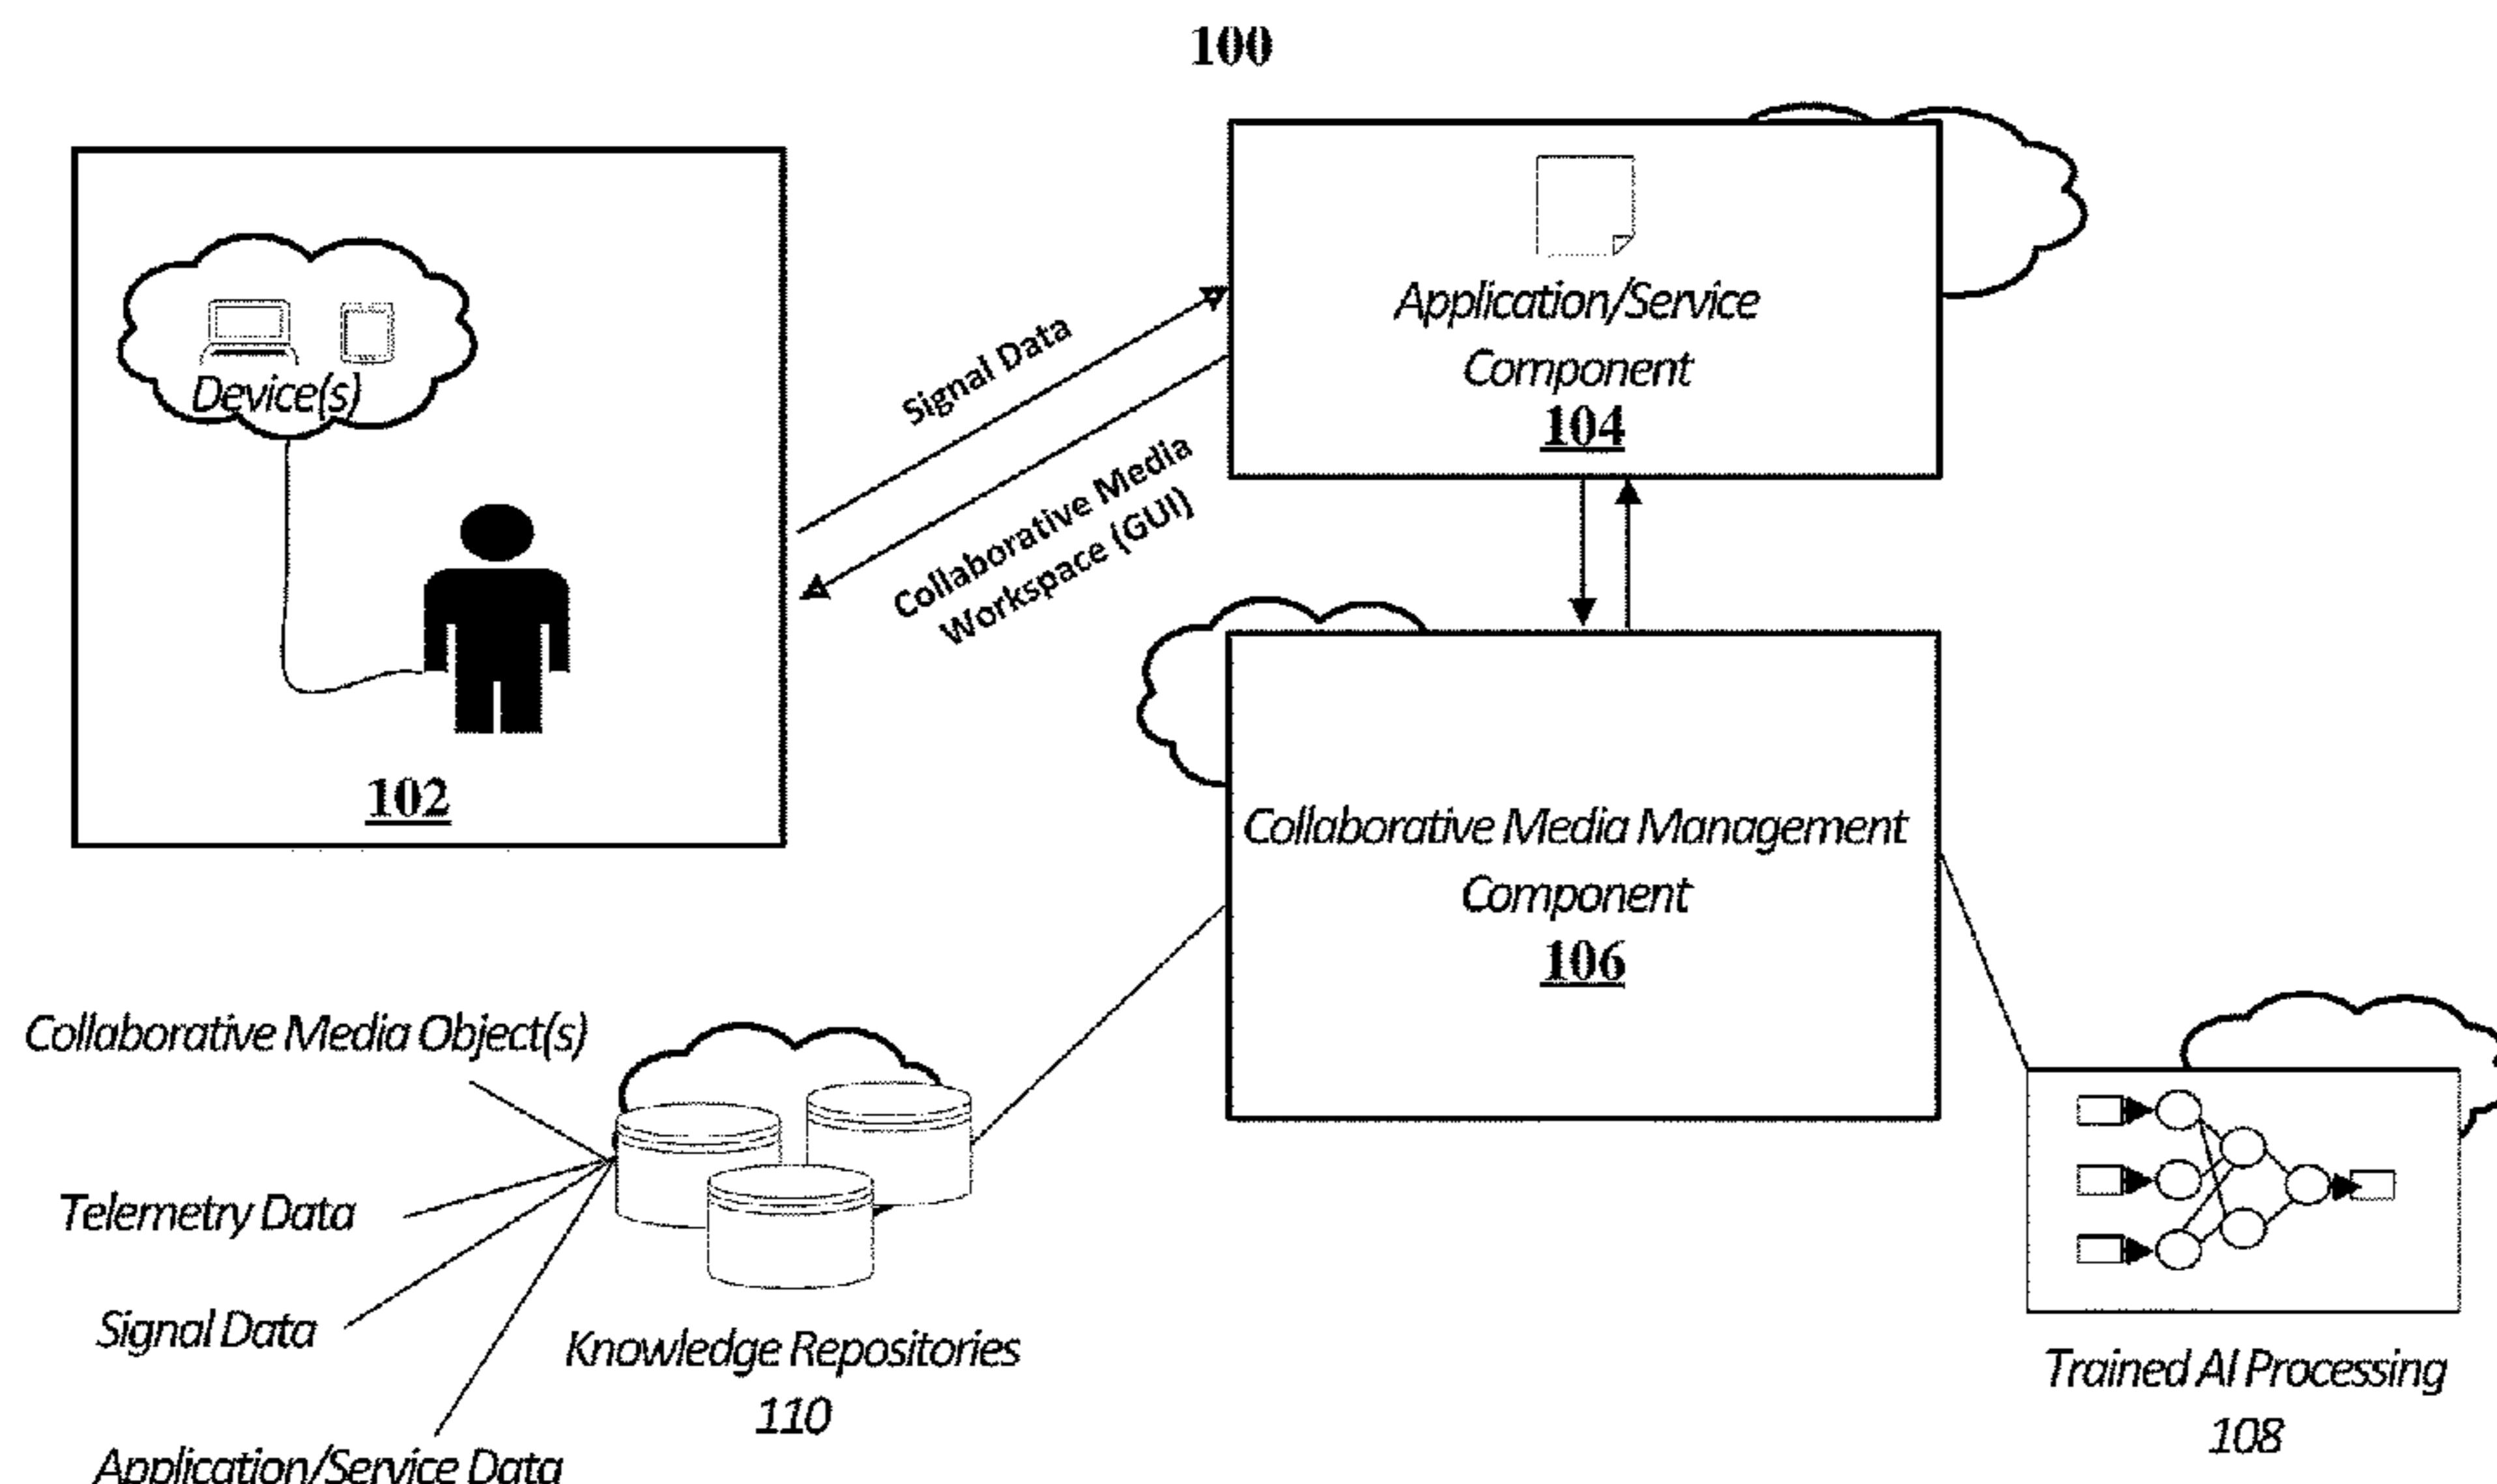 100
Application/Service
Component
104
Device(s)
Signal Data
Collaborative Media
Workspace (GUI)
102
Collaborative Media Management
Component
106
Collaborative Media Object(s)
Telemetry Data
Signal Data
Application/Service Data
Knowledge Repositories
110
Trained AI Processing
108